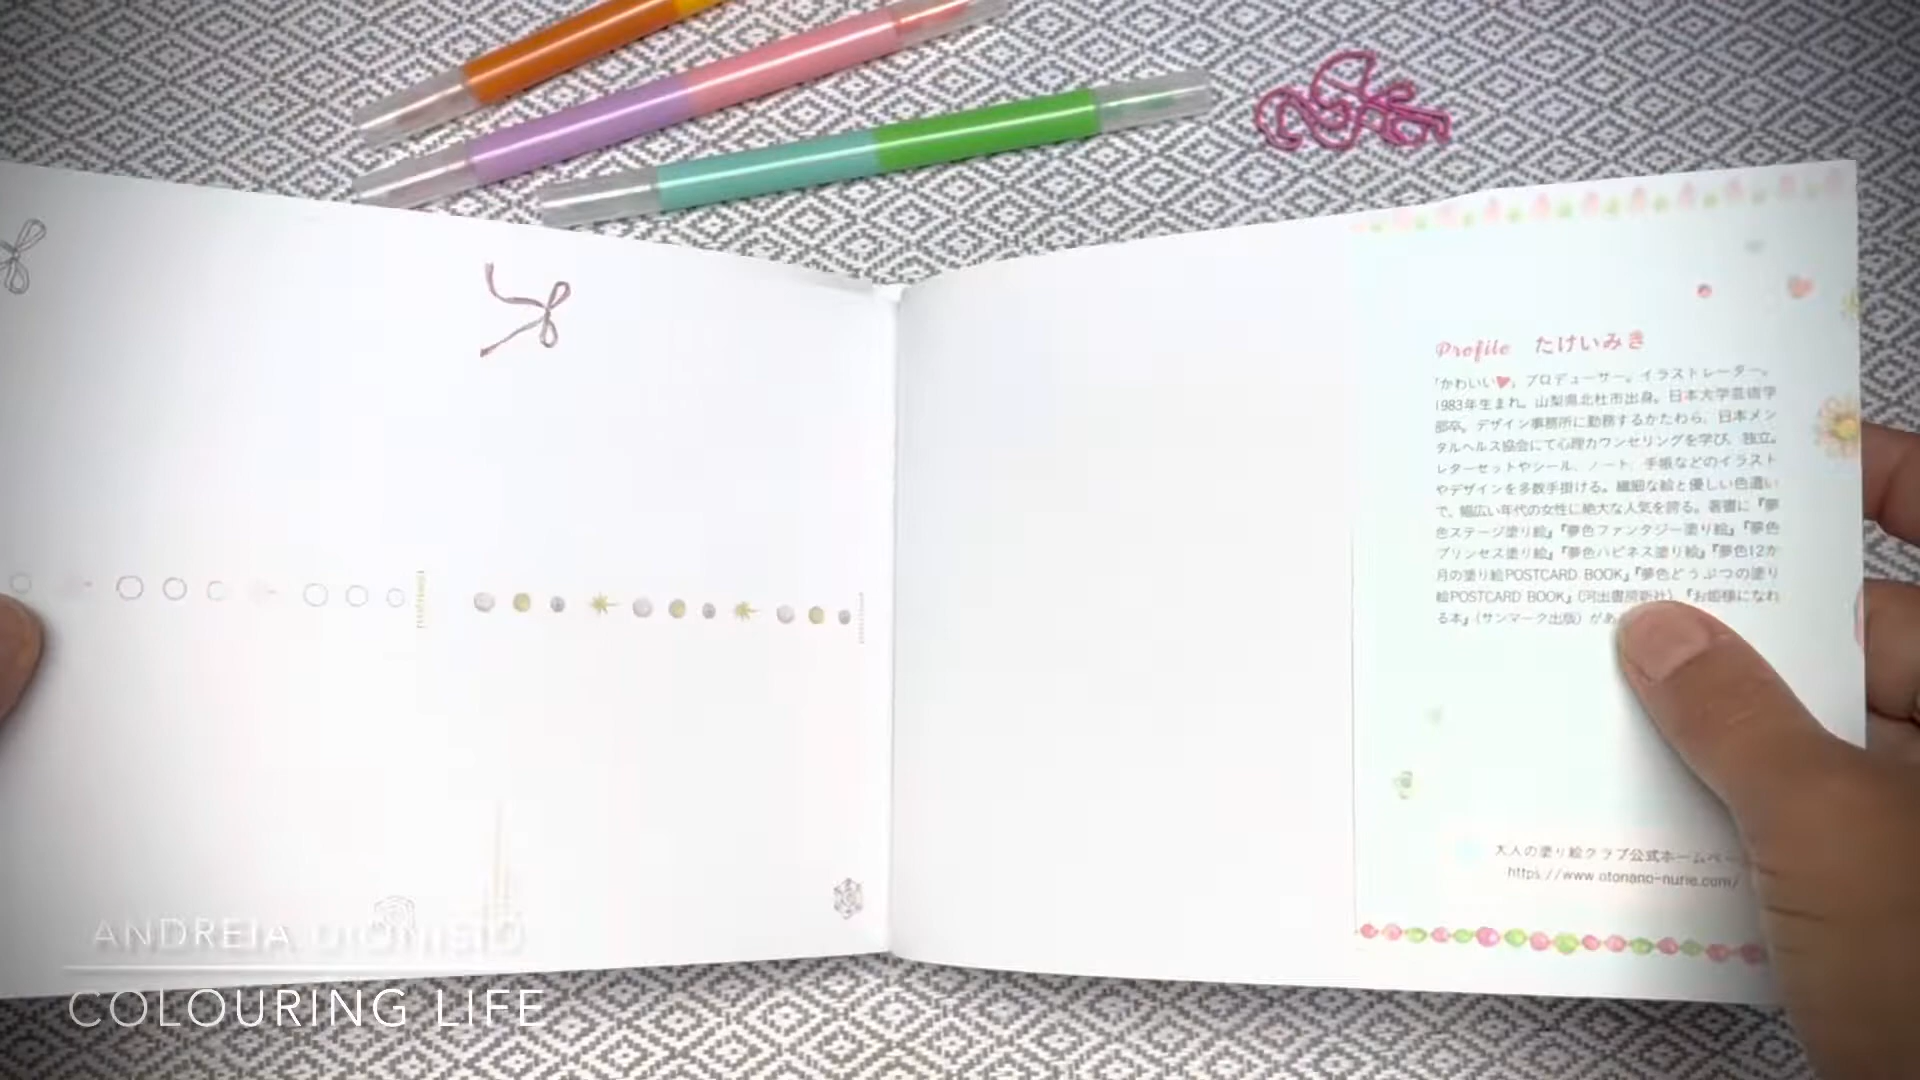 Profile たけいみき
「かわいい♥」プロデューサー。イラストレーター。
1983年生まれ。山梨県北杜市出身。日本大学芸術学
部卒。デザイン事務所に勤務するかたわら、日本メン
タルヘルス協会にて心理カウンセリングを学び、独立。
レターセットやシール、ノート、手帳などのイラスト
やデザインを多数手掛ける。繊細な絵と優しい色遣い
で、幅広い年代の女性に絶大な人気を誇る。著書に『夢
色ステージ塗り絵』『夢色ファンタジー塗り絵』『夢色
プリンセス塗り絵』『夢色ハピネス塗り絵』『夢色12か
月の塗り絵POSTCARD BOOK』『夢色どうぶつの塗り
絵POSTCARD BOOK』（河出書房新社）、『お姫様になれ
る本』（サンマーク出版）があ
大人の塗り絵クラブ公式ホームペー
https://www.otonano-nurie.com/
ANDREIA DIONISIO
COLOURING LIFE